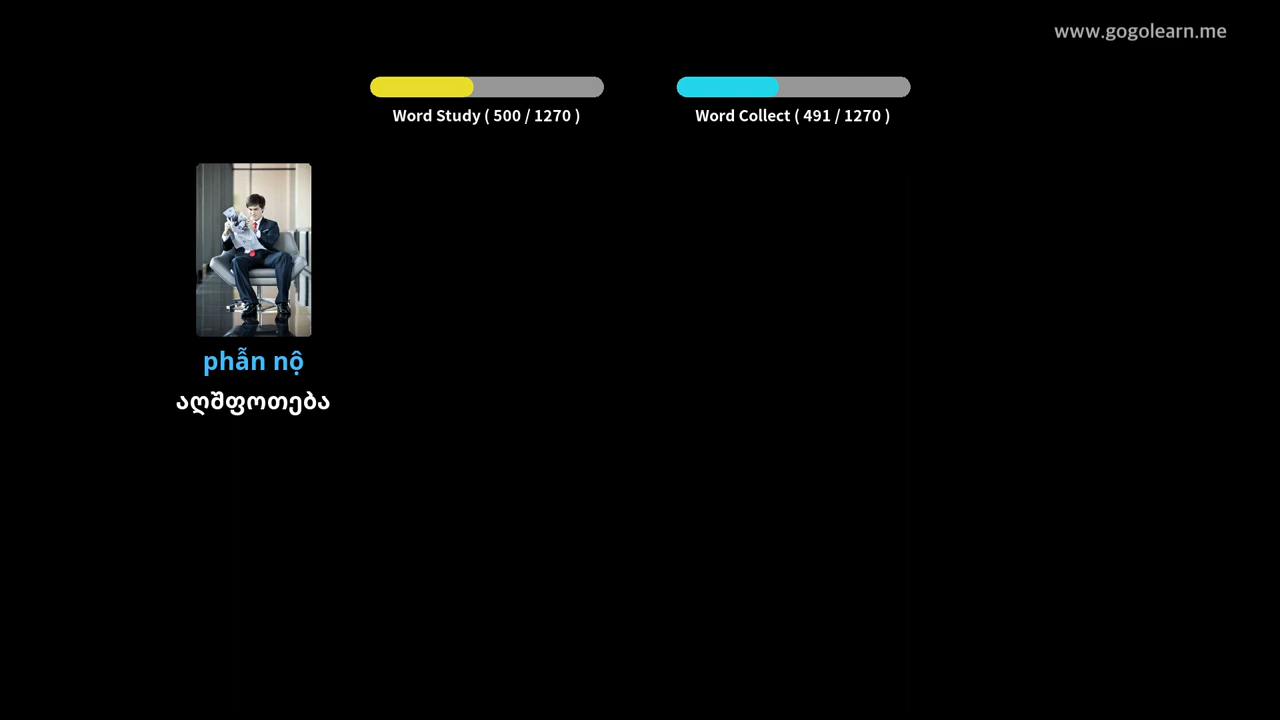 www.gogolearn.me
Word Study ( 500 / 1270 )
Word Collect ( 491 / 1270 )
phẫn nộ
აღშფოთება